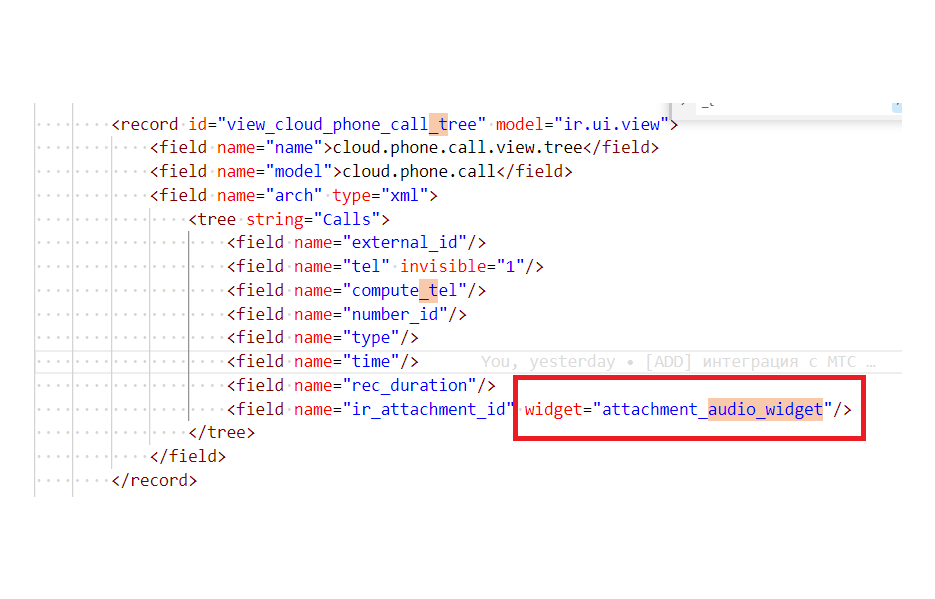 <record id="view_cloud_phone_call_tree" model="ir.ui.view">
<field name="name">cloud.phone.call.view.tree</field>
<field name="model">cloud.phone.call</field>
<field name="arch" type="xml">
<tree string="Calls">
<field name="external_id"/>
<field name="tel" invisible="1"/>
<field name="compute_tel"/>
<field name="number_id"/>
<field name="type"/>
<field name="time"/> You, yesterday • [ADD] интеграция с МТС …
<field name="rec_duration"/>
<field name="ir_attachment_id" widget="attachment_audio_widget"/>
</tree>
</field>
</record>